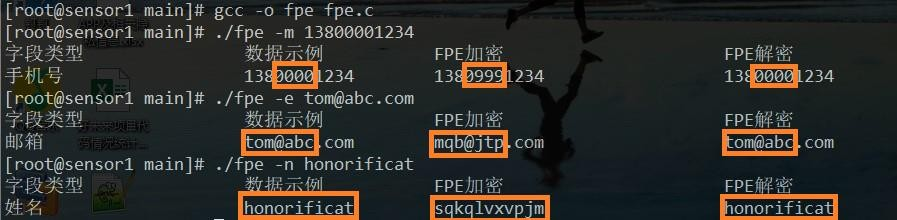 [root@sensor1 main]# gcc -o fpe fpe.c
[root@sensor1 main]# ./fpe -m 13800001234
字段类型 数据示例 FPE加密 FPE解密
手机号 13800001234 13809991234 13800001234
[root@sensor1 main]# ./fpe -e tom@abc.com
字段类型 数据示例 FPE加密 FPE解密
邮箱 tom@abc.com mqb@jtp.com tom@abc.com
[root@sensor1 main]# ./fpe -n honorificat
字段类型 数据示例 FPE加密 FPE解密
姓名 honorificat sqkqlvxvpjm honorificat